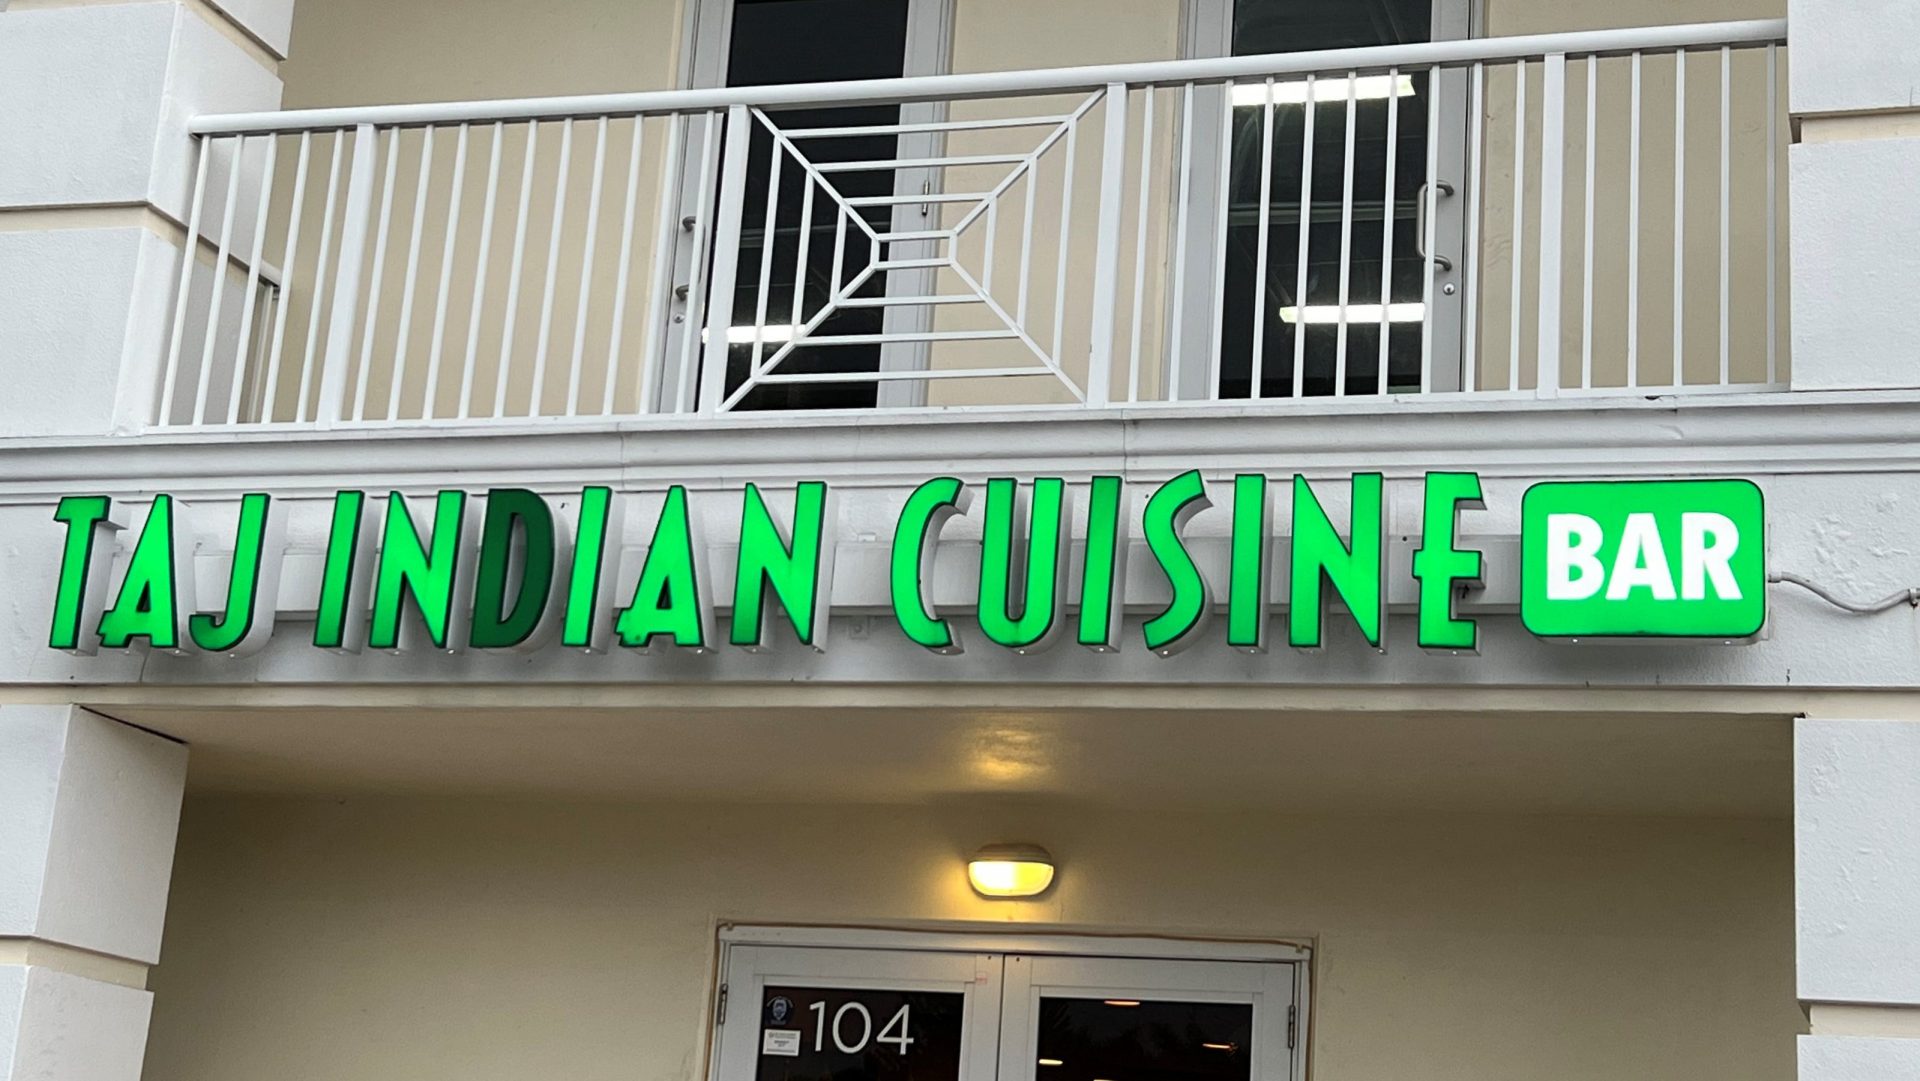 TAJ INDIAN CUISINE BAR
104